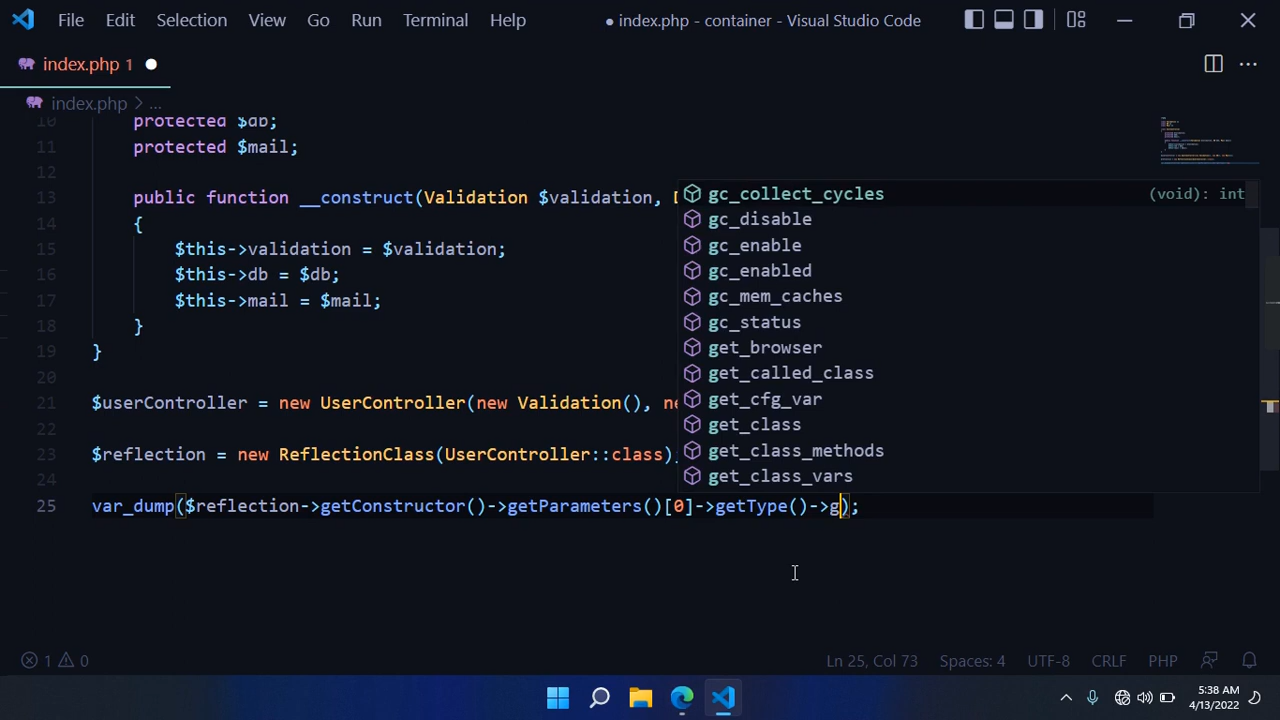 File Edit Selection View Go Run Terminal Help ● index.php - container - Visual Studio Code
index.php 1 ●
index.php > ...
10 protected $db;
11 protected $mail;
12
13 public function __construct(Validation $validation, D
14 {
15 $this->validation = $validation;
16 $this->db = $db;
17 $this->mail = $mail;
18 }
19 }
20
21 $userController = new UserController(new Validation(), ne
22
23 $reflection = new ReflectionClass(UserController::class);
24
25 var_dump($reflection->getConstructor()->getParameters()[0]->getType()->g);
gc_collect_cycles (void): int
gc_disable
gc_enable
gc_enabled
gc_mem_caches
gc_status
get_browser
get_called_class
get_cfg_var
get_class
get_class_methods
get_class_vars
1 0 Ln 25, Col 73 Spaces: 4 UTF-8 CRLF PHP
5:38 AM
4/13/2022